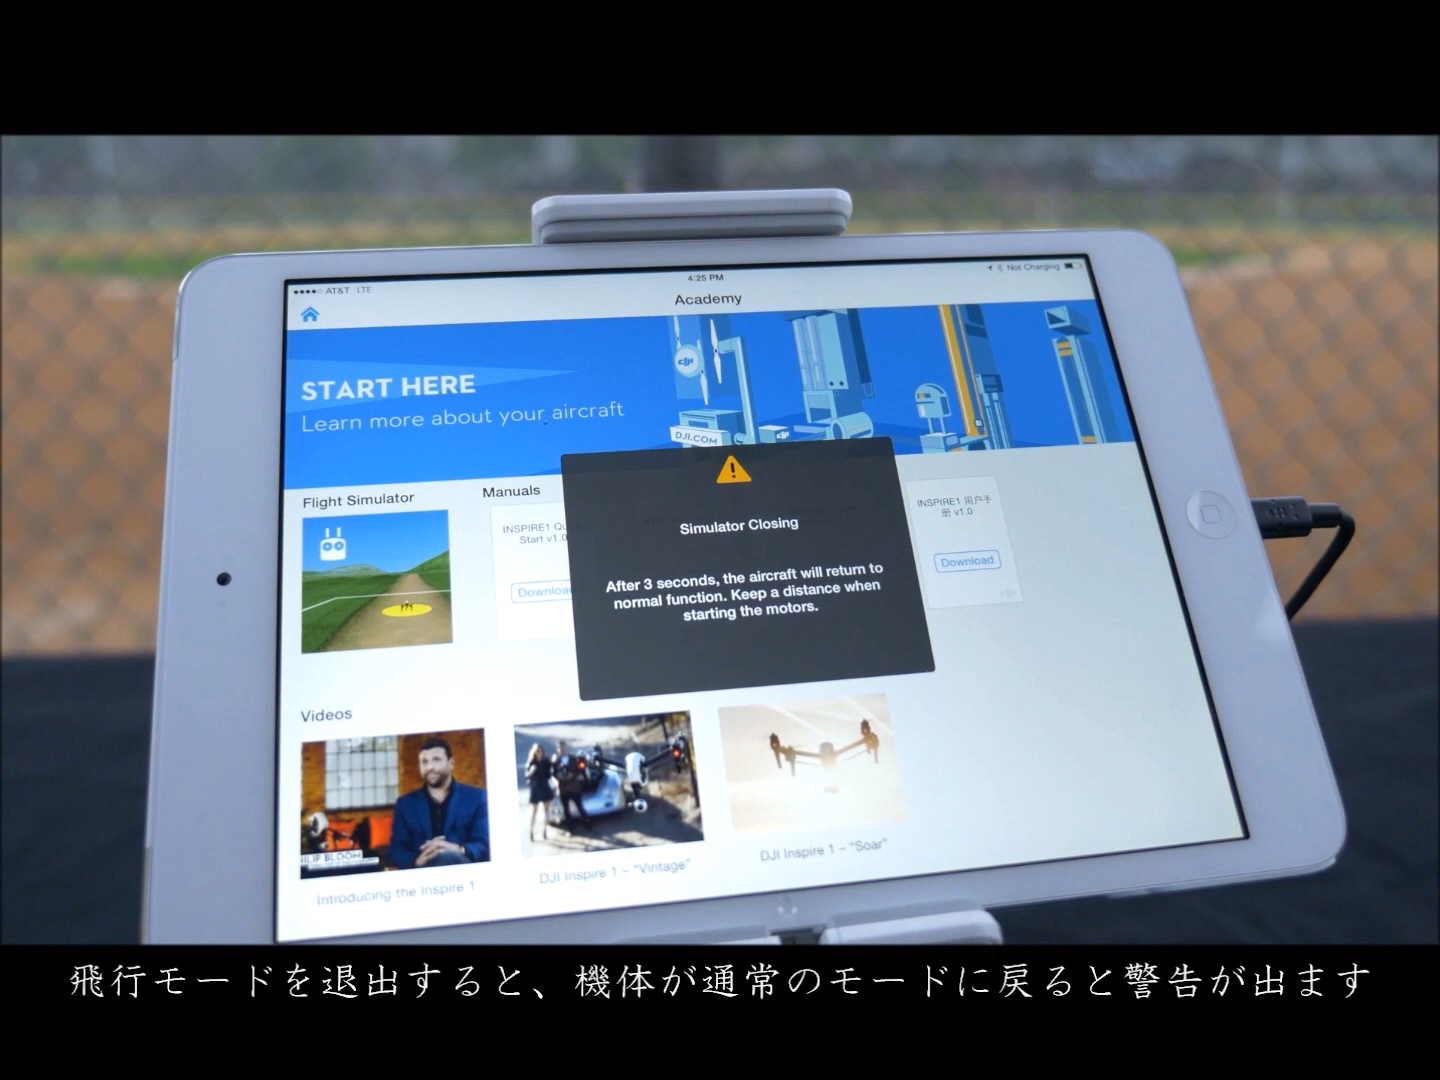 4:25 PM
AT&T LTE
Not Charging
Academy
START HERE
Learn more about your aircraft
DJI
DJI.COM
Flight Simulator
Manuals
INSPIRE1
Start v1.0
Download
INSPIRE1 用户手
册 v1.0
Download
Simulator Closing
After 3 seconds, the aircraft will return to
normal function. Keep a distance when
starting the motors.
Videos
BLOOM
Introducing the Inspire 1
DJI Inspire 1 – “Vintage”
DJI Inspire 1 – “Soar”
飛行モードを退出すると、機体が通常のモードに戻ると警告が出ます